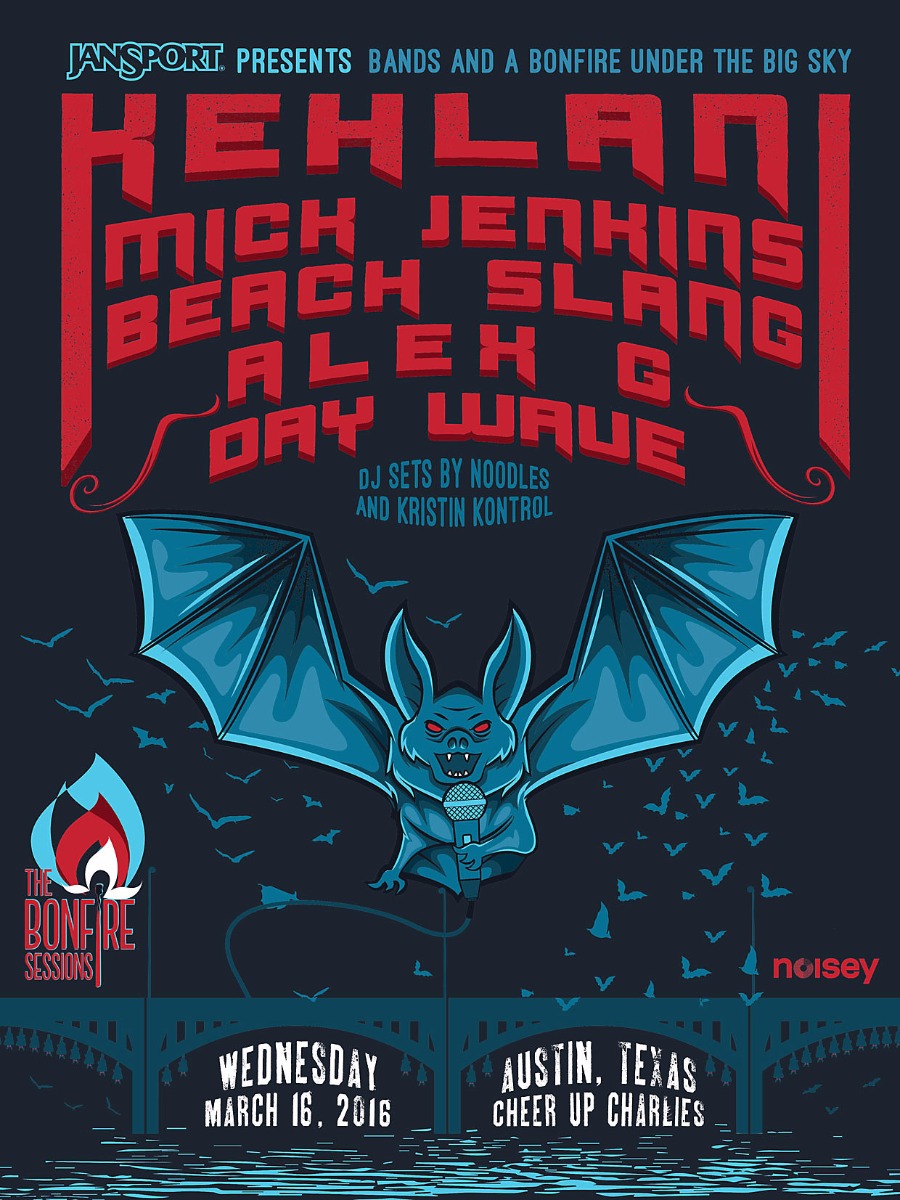 JANSPORT PRESENTS BANDS AND A BONFIRE UNDER THE BIG SKY
KEHLANI
MICK JENKINS
BEACH SLANG
ALEX G
DAY WAVE
DJ SETS BY NOODLES
AND KRISTIN KONTROL
THE
BONFIRE
SESSIONS
noisey
WEDNESDAY
MARCH 16, 2016
AUSTIN, TEXAS
CHEER UP CHARLIES